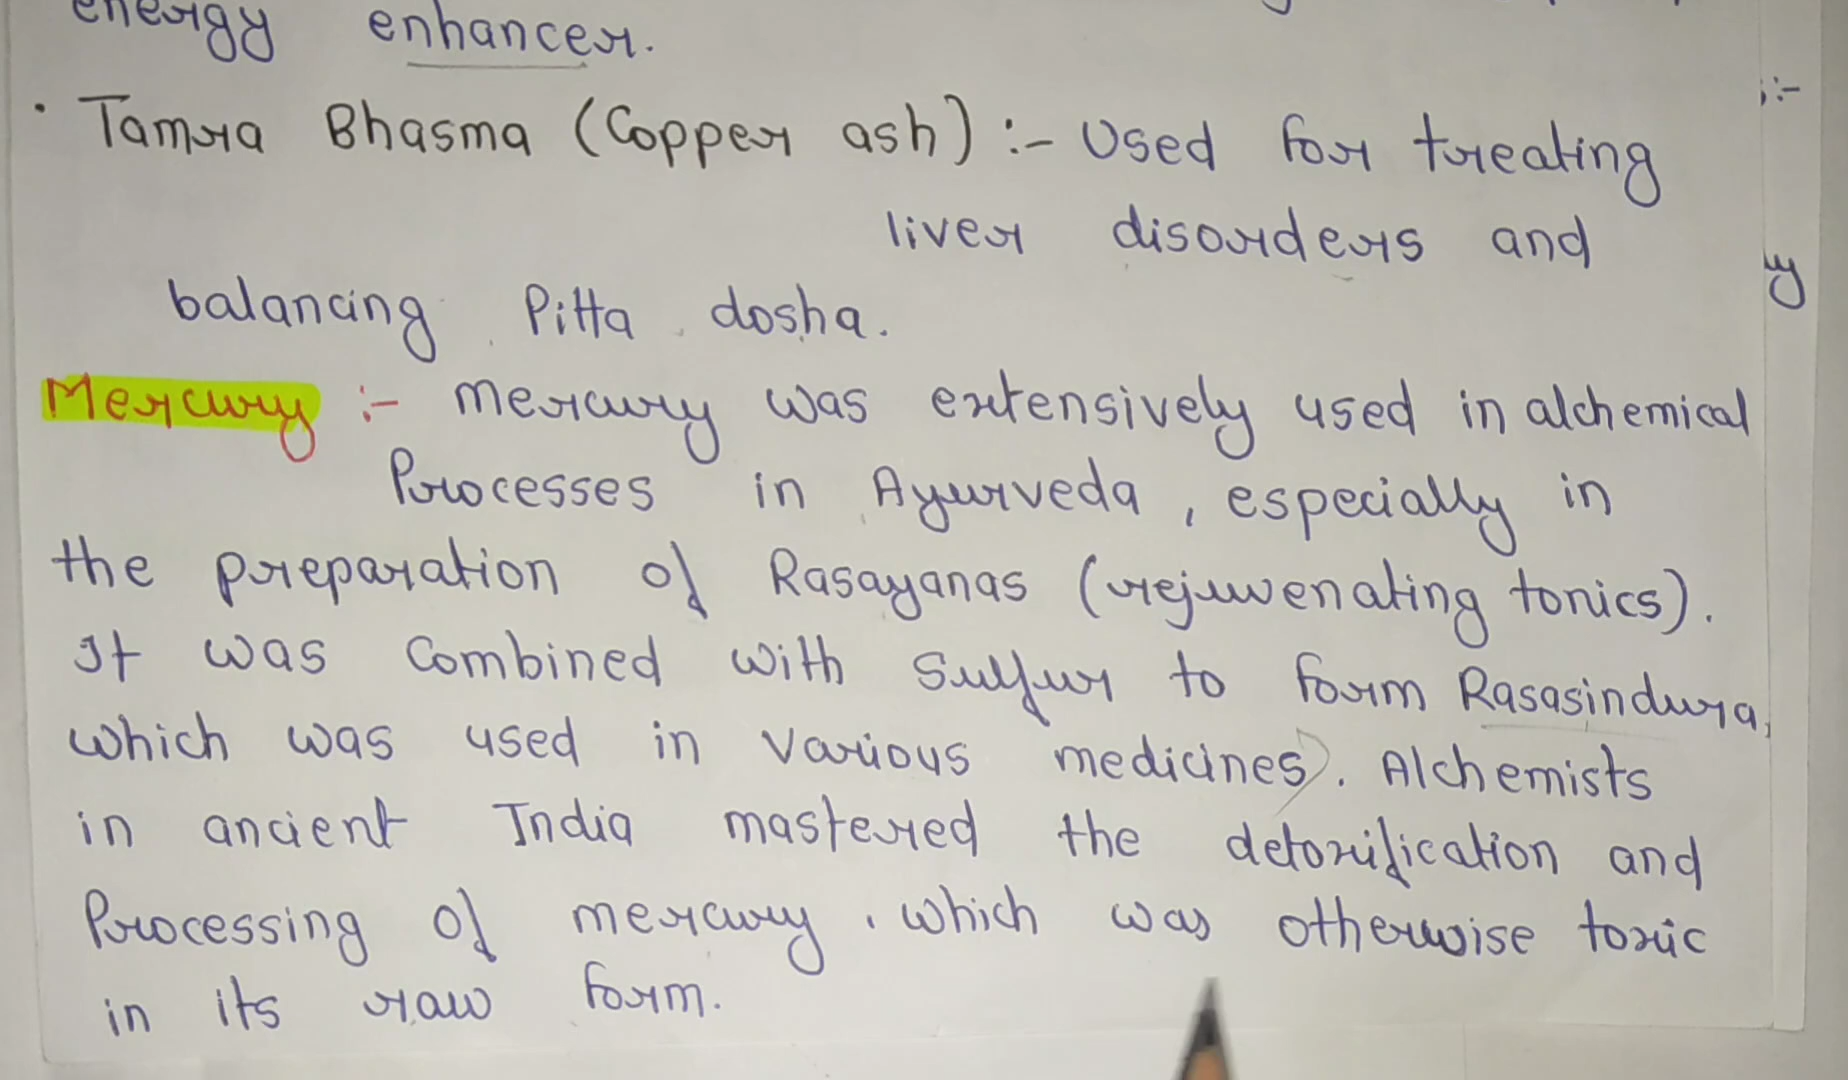 energy enhancer.
• Tamra Bhasma (Copper ash) :- Used for treating
liver disorders and
balancing Pitta dosha.
Mercury :- mercury was extensively used in alchemical
Processes in Ayurveda, especially in
the preparation of Rasayanas (rejuvenating tonics).
It was Combined with Sulfur to form Rasasindura,
which was used in various medicines). Alchemists
in ancient India mastered the detoxification and
Processing of mercury, which was otherwise toxic
in its raw form.
:-
y